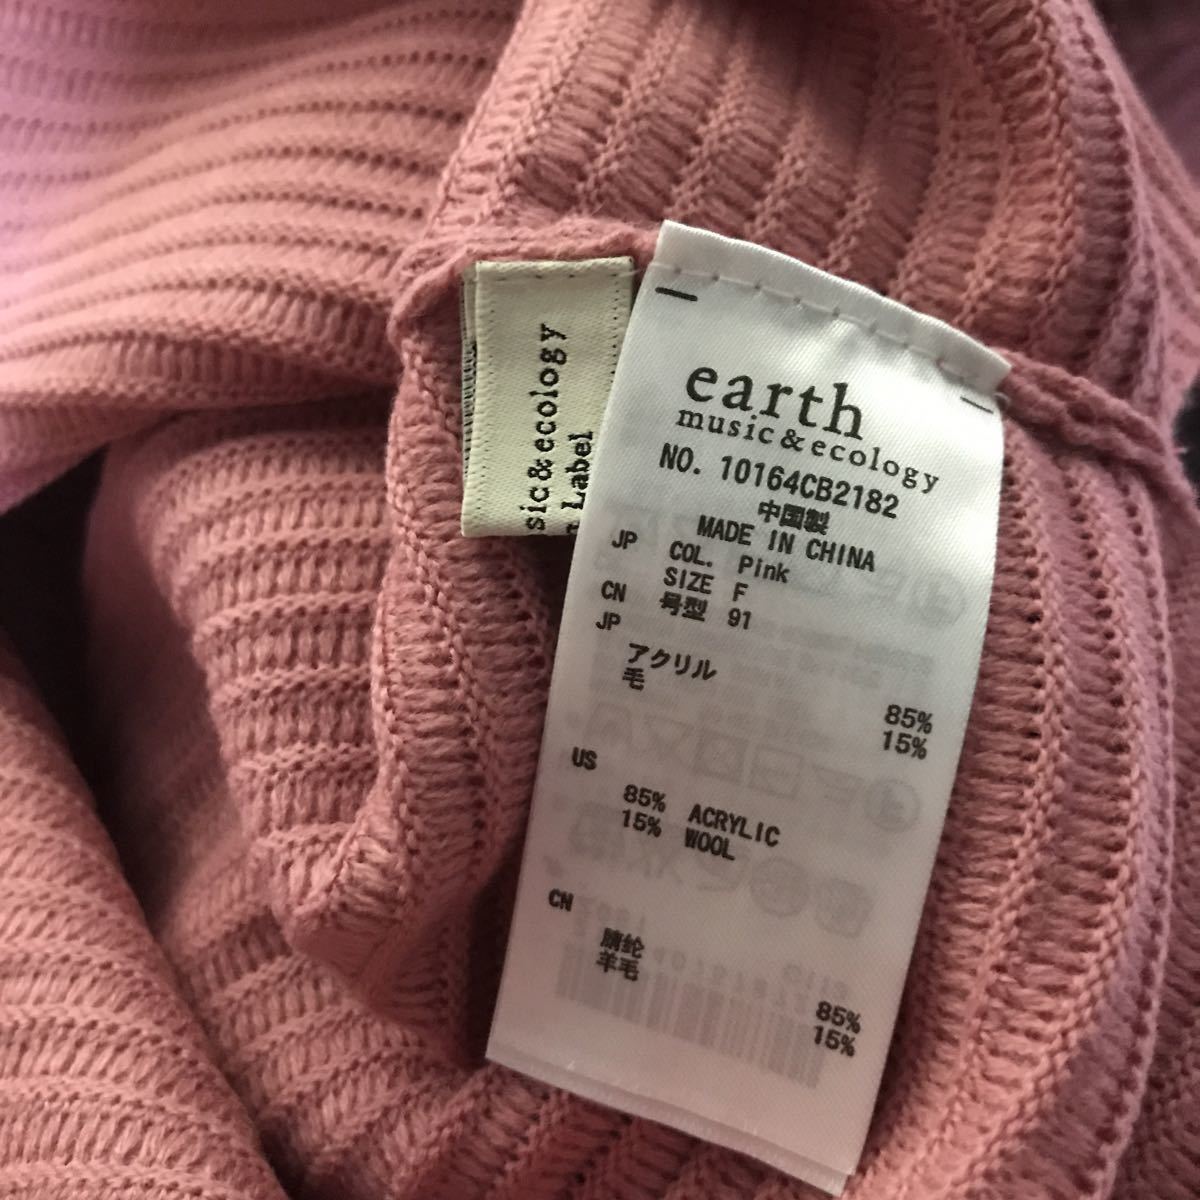 sic&ecology
Label
earth
music&ecology
NO. 10164CB2182
中国製
MADE IN CHINA
JP COL. Pink
SIZE F
CN 号型 91
JP
アクリル 85%
毛 15%
US
85% ACRYLIC
15% WOOL
CN
腈纶 85%
羊毛 15%